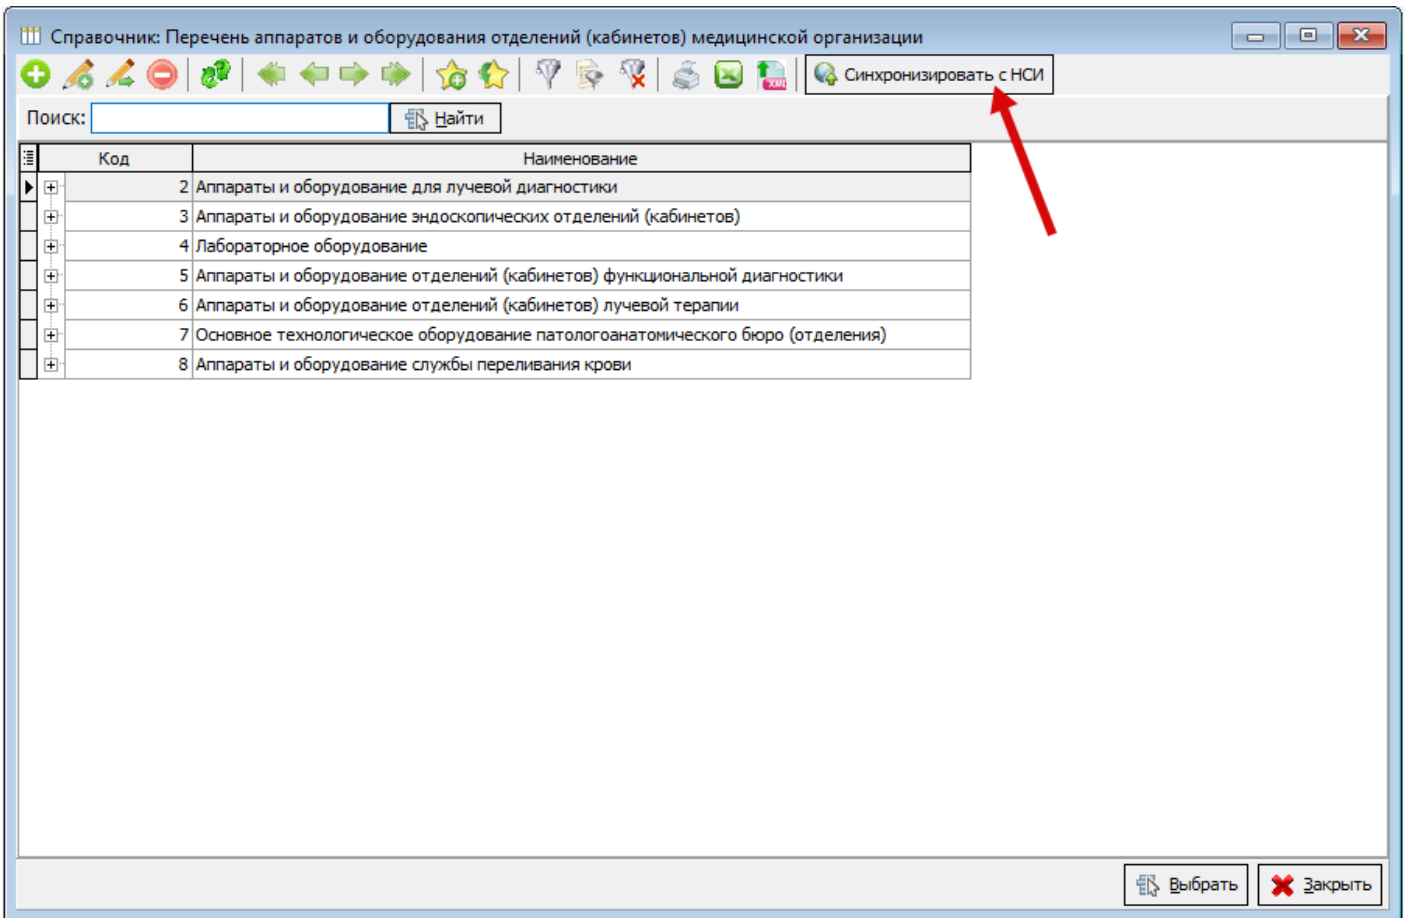 Справочник: Перечень аппаратов и оборудования отделений (кабинетов) медицинской организации
XML Синхронизировать с НСИ
Поиск: Найти
Код Наименование
2 Аппараты и оборудование для лучевой диагностики
3 Аппараты и оборудование эндоскопических отделений (кабинетов)
4 Лабораторное оборудование
5 Аппараты и оборудование отделений (кабинетов) функциональной диагностики
6 Аппараты и оборудование отделений (кабинетов) лучевой терапии
7 Основное технологическое оборудование патологоанатомического бюро (отделения)
8 Аппараты и оборудование службы переливания крови
Выбрать Закрыть